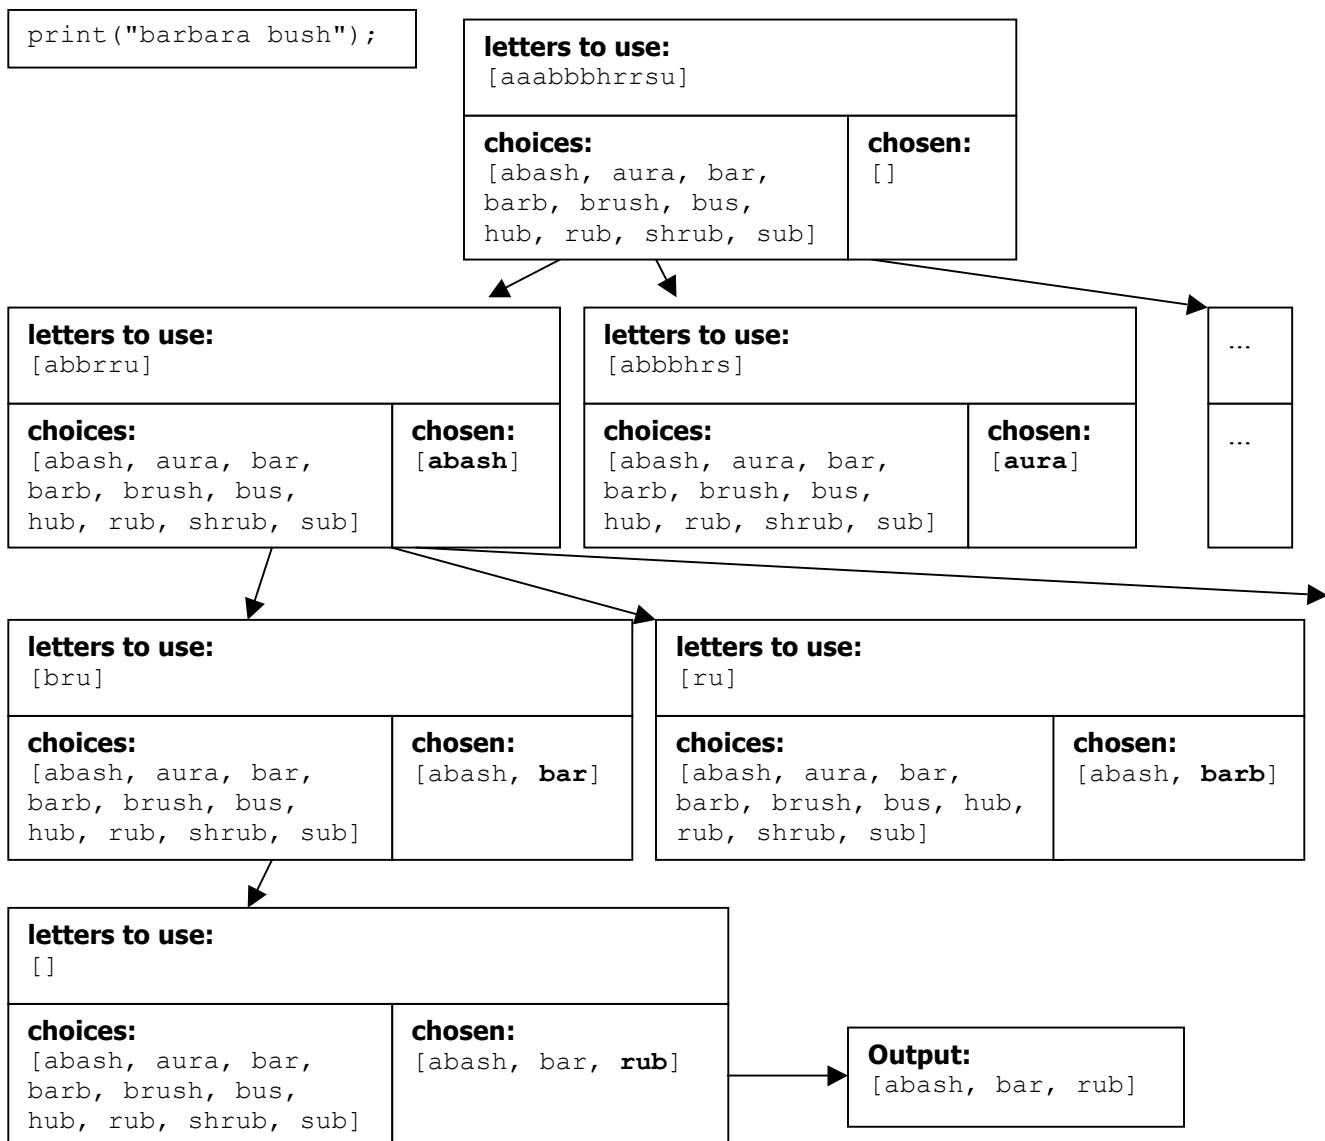 print("barbara bush");
letters to use:
[aaabbbhrrsu]
choices:
[abash, aura, bar,
barb, brush, bus,
hub, rub, shrub, sub]
chosen:
[]
letters to use:
[abbrru]
choices:
[abash, aura, bar,
barb, brush, bus,
hub, rub, shrub, sub]
chosen:
[abash]
letters to use:
[abbbhrs]
choices:
[abash, aura, bar,
barb, brush, bus,
hub, rub, shrub, sub]
chosen:
[aura]
...
...
letters to use:
[bru]
choices:
[abash, aura, bar,
barb, brush, bus,
hub, rub, shrub, sub]
chosen:
[abash, bar]
letters to use:
[ru]
choices:
[abash, aura, bar,
barb, brush, bus, hub,
rub, shrub, sub]
chosen:
[abash, barb]
letters to use:
[]
choices:
[abash, aura, bar,
barb, brush, bus,
hub, rub, shrub, sub]
chosen:
[abash, bar, rub]
Output:
[abash, bar, rub]